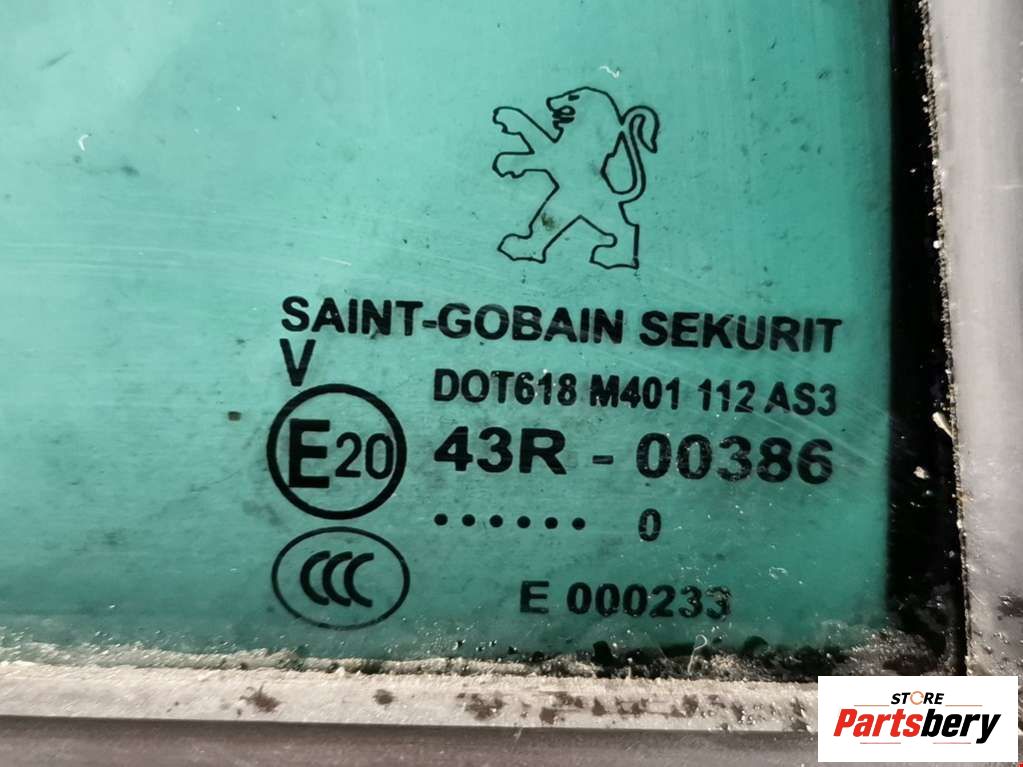 SAINT-GOBAIN SEKURIT
V
DOT618 M401 112 AS3
E20 43R - 00386
...... 0
CCC
E 000233
STORE
Partsbery